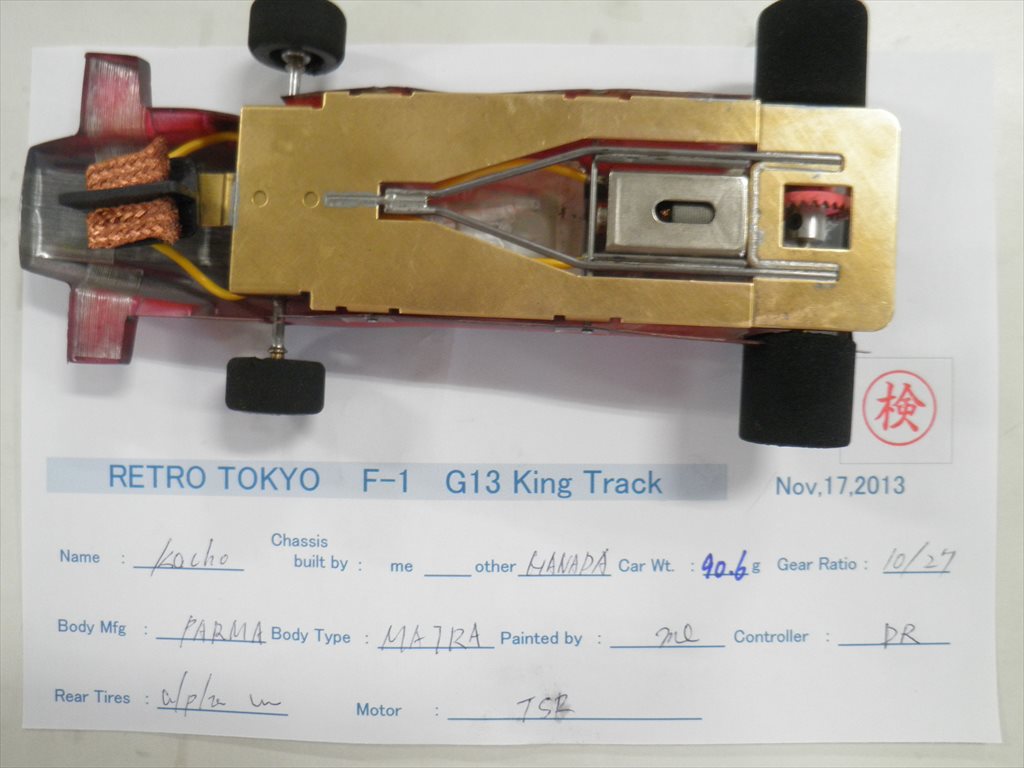 検
RETRO TOKYO F-1 G13 King Track Nov,17,2013
Name : Kocho Chassis built by : me ____ other HANADA Car Wt. : 90.6 g Gear Ratio : 10/27
Body Mfg : PARMA Body Type : MATRA Painted by : me Controller : DR
Rear Tires : alpha Motor :